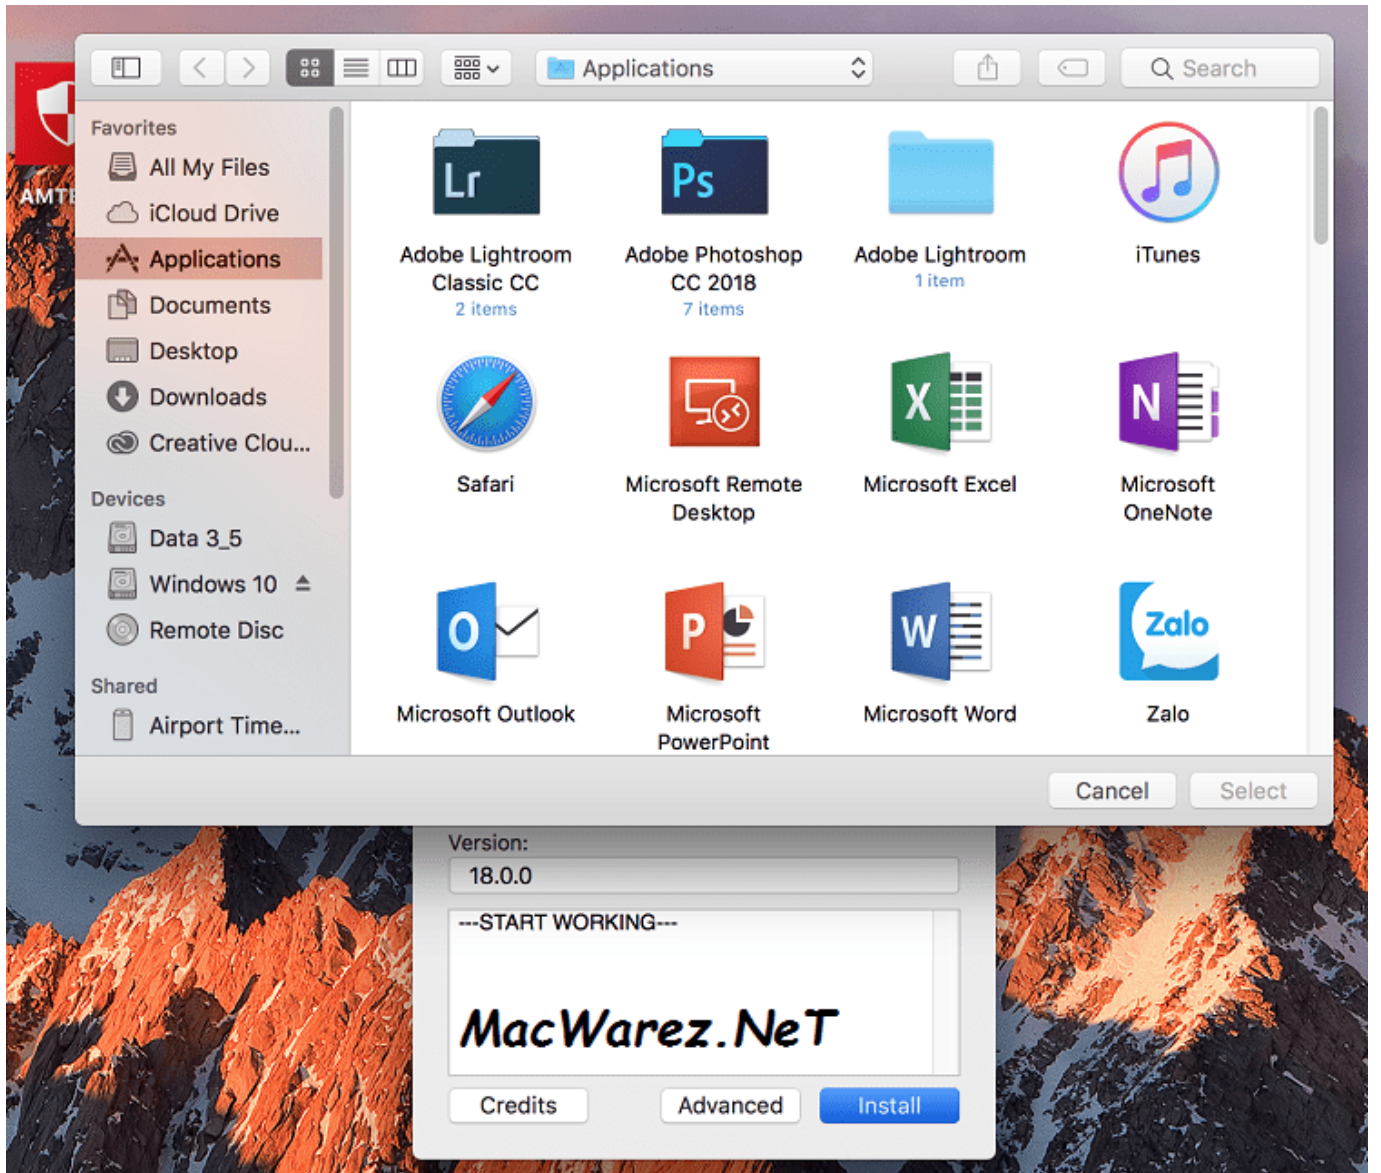 Applications
Search
AMTE
Favorites
All My Files
iCloud Drive
Applications
Documents
Desktop
Downloads
Creative Clou...
Devices
Data 3_5
Windows 10
Remote Disc
Shared
Airport Time...
Lr
Adobe Lightroom
Classic CC
2 items
Ps
Adobe Photoshop
CC 2018
7 items
Adobe Lightroom
1 item
iTunes
Safari
Microsoft Remote
Desktop
X
Microsoft Excel
N
Microsoft
OneNote
O
Microsoft Outlook
P
Microsoft
PowerPoint
W
Microsoft Word
Zalo
Zalo
Cancel
Select
Version:
18.0.0
---START WORKING---
MacWarez.NeT
Credits
Advanced
Install